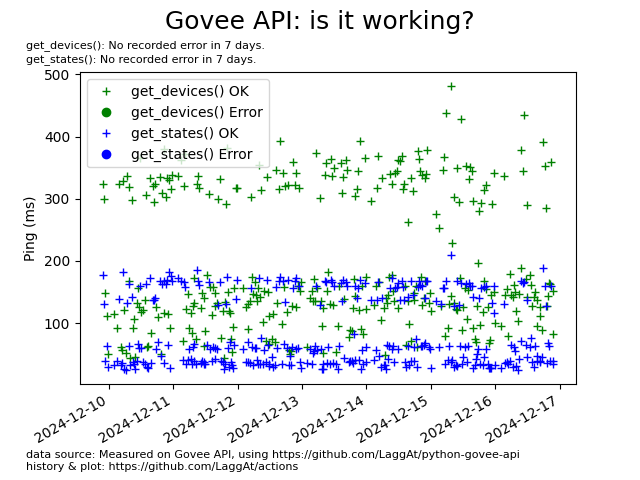 Govee API: is it working?
get_devices(): No recorded error in 7 days.
get_states(): No recorded error in 7 days.
get_devices() OK
get_devices() Error
get_states() OK
get_states() Error
Ping (ms)
500
400
300
200
100
2024-12-10
2024-12-11
2024-12-12
2024-12-13
2024-12-14
2024-12-15
2024-12-16
2024-12-17
data source: Measured on Govee API, using https://github.com/LaggAt/python-govee-api
history & plot: https://github.com/LaggAt/actions